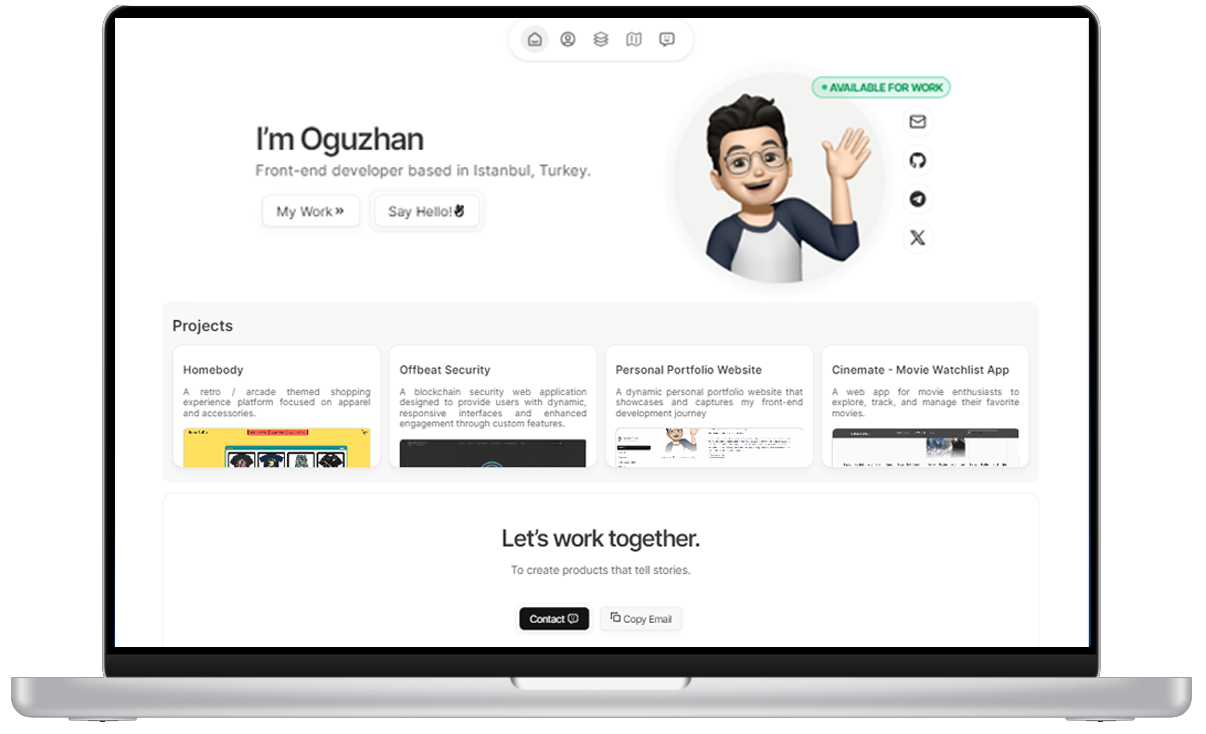 AVAILABLE FOR WORK
I'm Oguzhan
Front-end developer based in Istanbul, Turkey.
My Work »
Say Hello!
Projects
Homebody
A retro / arcade themed shopping
experience platform focused on apparel
and accessories.
Offbeat Security
A blockchain security web application
designed to provide users with dynamic,
responsive interfaces and enhanced
engagement through custom features.
Personal Portfolio Website
A dynamic personal portfolio website that
showcases and captures my front-end
development journey
Cinemate - Movie Watchlist App
A web app for movie enthusiasts to
explore, track, and manage their favorite
movies.
Let's work together.
To create products that tell stories.
Contact
Copy Email